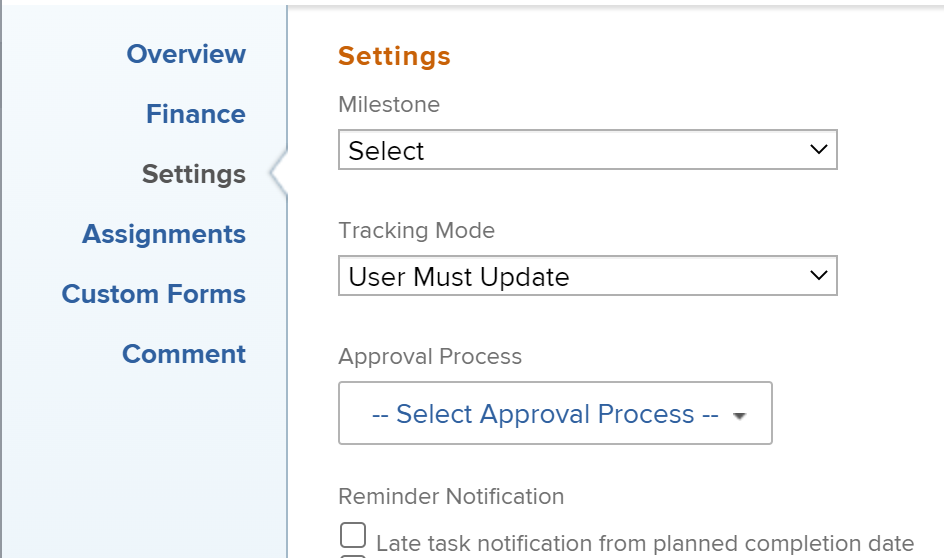 Overview
Finance
Settings
Assignments
Custom Forms
Comment
Settings
Milestone
Select
Tracking Mode
User Must Update
Approval Process
-- Select Approval Process --
Reminder Notification
Late task notification from planned completion date